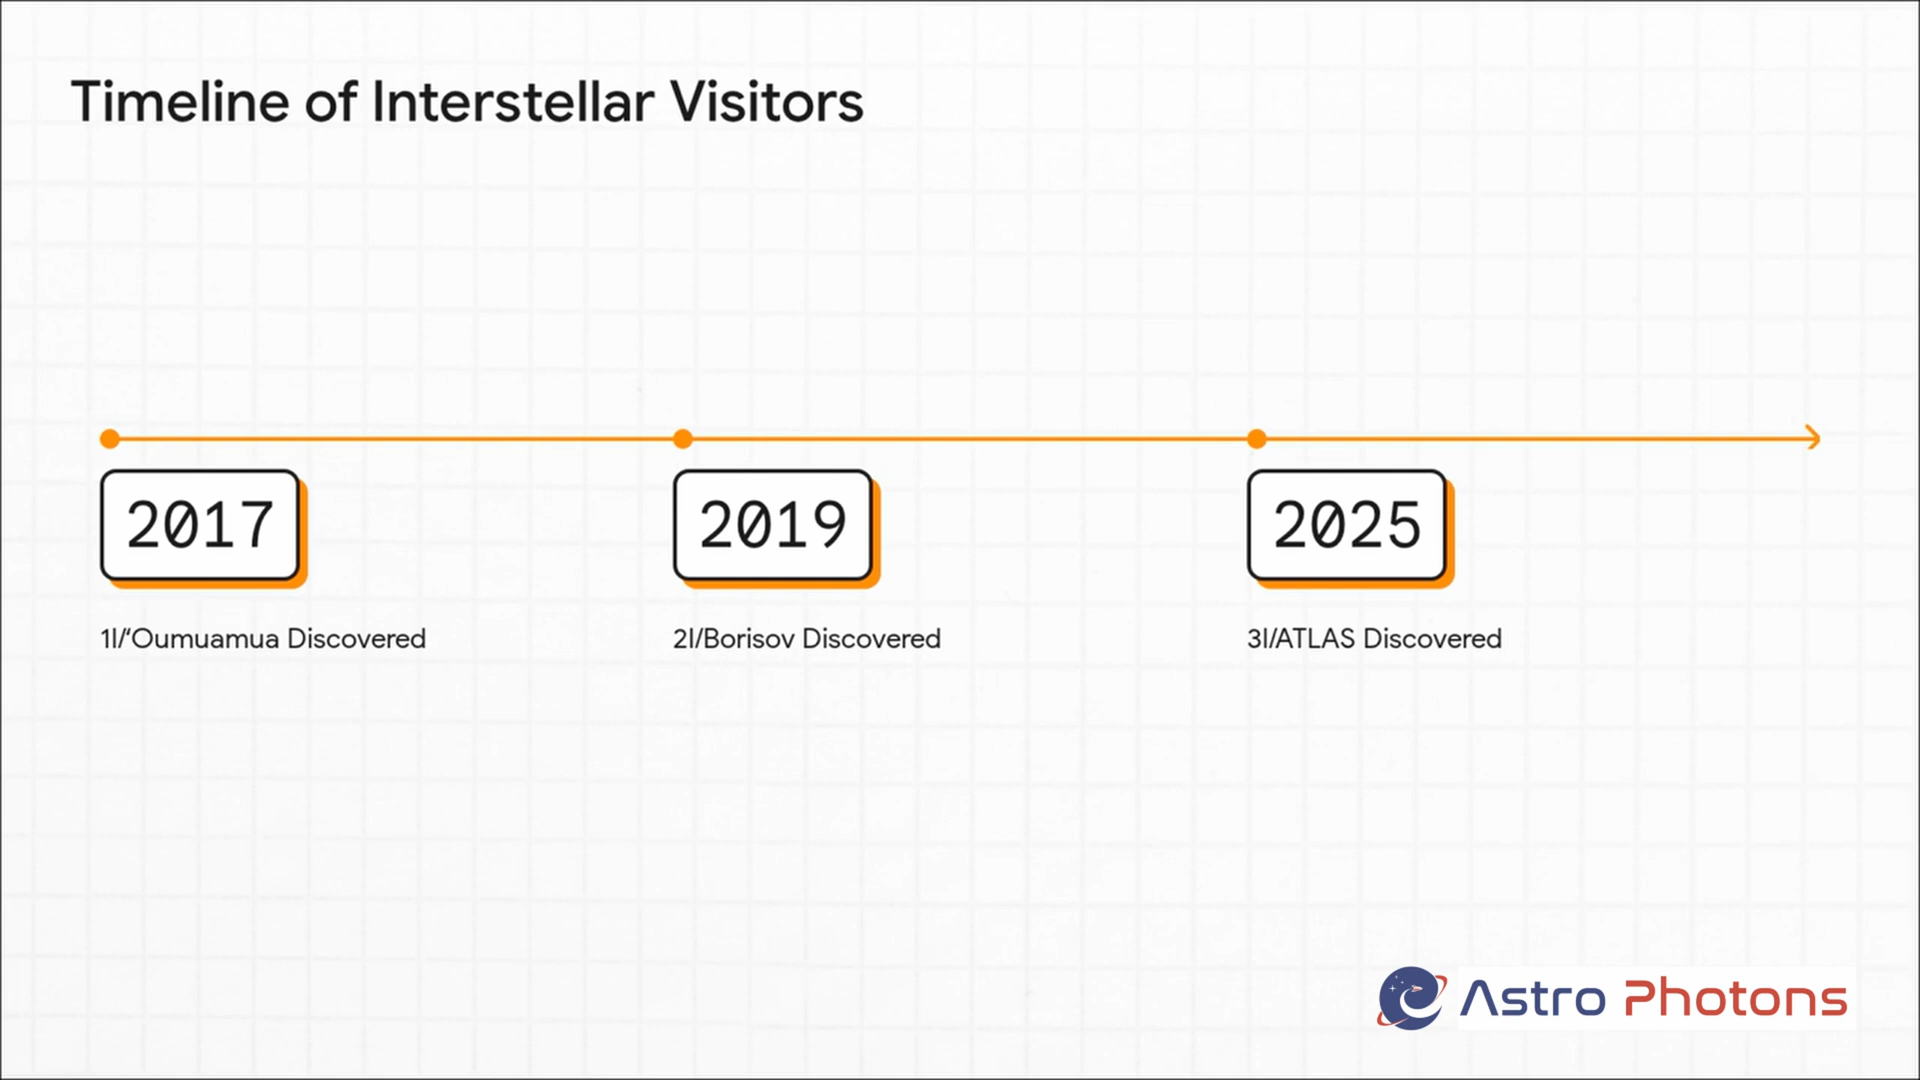 Timeline of Interstellar Visitors
2017
2019
2025
1I/‘Oumuamua Discovered
2I/Borisov Discovered
3I/ATLAS Discovered
Astro Photons